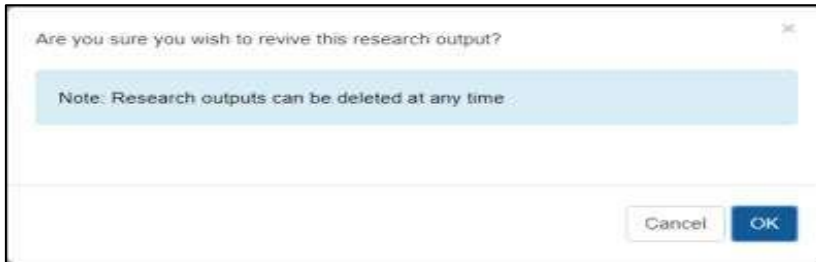 Are you sure you wish to revive this research output?
Note: Research outputs can be deleted at any time
Cancel
OK